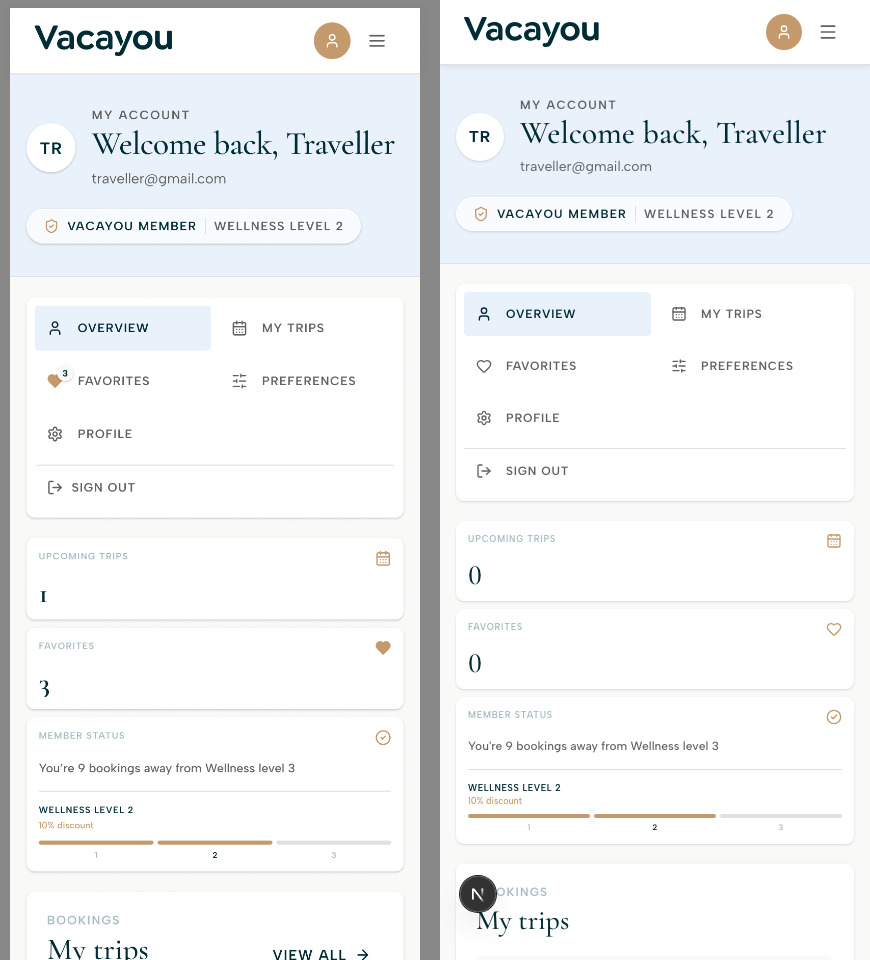 Vacayou
MY ACCOUNT
TR
Welcome back, Traveller
traveller@gmail.com
VACAYOU MEMBER WELLNESS LEVEL 2
OVERVIEW MY TRIPS
3
FAVORITES PREFERENCES
PROFILE
SIGN OUT
UPCOMING TRIPS
1
FAVORITES
3
MEMBER STATUS
You're 9 bookings away from Wellness level 3
WELLNESS LEVEL 2
10% discount
1 2 3
BOOKINGS
My trips VIEW ALL
Vacayou
MY ACCOUNT
TR
Welcome back, Traveller
traveller@gmail.com
VACAYOU MEMBER WELLNESS LEVEL 2
OVERVIEW MY TRIPS
FAVORITES PREFERENCES
PROFILE
SIGN OUT
UPCOMING TRIPS
0
FAVORITES
0
MEMBER STATUS
You're 9 bookings away from Wellness level 3
WELLNESS LEVEL 2
10% discount
1 2 3
N
OKINGS
My trips